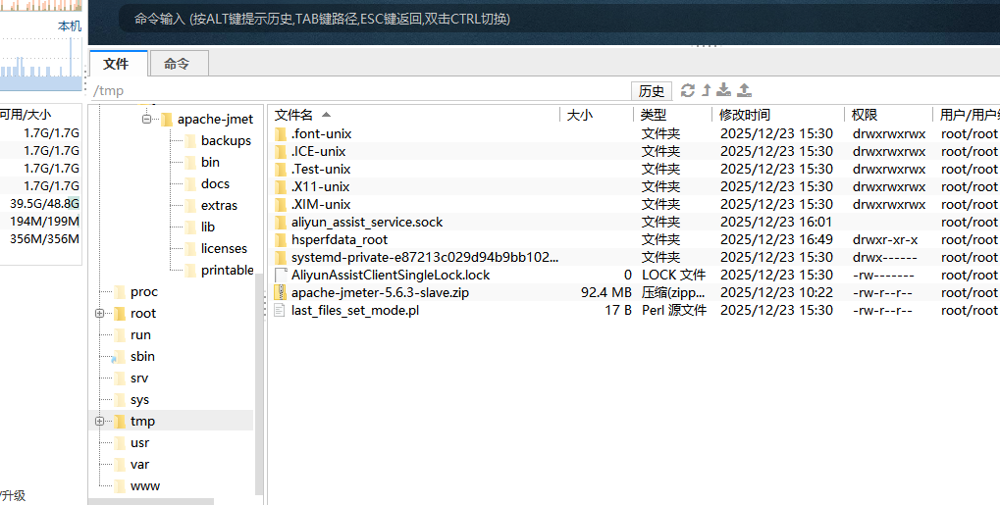 本机
命令输入 (按ALT键提示历史,TAB键路径,ESC键返回,双击CTRL切换)
文件 命令
/tmp 历史
可用/大小
1.7G/1.7G
1.7G/1.7G
1.7G/1.7G
1.7G/1.7G
39.5G/48.8G
194M/199M
356M/356M
/升级
apache-jmet
backups
bin
docs
extras
lib
licenses
printable
proc
root
run
sbin
srv
sys
tmp
usr
var
www
文件名 大小 类型 修改时间 权限 用户/用户
.font-unix 文件夹 2025/12/23 15:30 drwxrwxrwx root/root
.ICE-unix 文件夹 2025/12/23 15:30 drwxrwxrwx root/root
.Test-unix 文件夹 2025/12/23 15:30 drwxrwxrwx root/root
.X11-unix 文件夹 2025/12/23 15:30 drwxrwxrwx root/root
.XIM-unix 文件夹 2025/12/23 15:30 drwxrwxrwx root/root
aliyun_assist_service.sock 文件夹 2025/12/23 16:01 root/root
hsperfdata_root 文件夹 2025/12/23 16:49 drwxr-xr-x root/root
systemd-private-e87213c029d94b9bb102... 文件夹 2025/12/23 15:30 drwx------ root/root
AliyunAssistClientSingleLock.lock 0 LOCK 文件 2025/12/23 15:30 -rw------- root/root
apache-jmeter-5.6.3-slave.zip 92.4 MB 压缩(zipp... 2025/12/23 10:22 -rw-r--r-- root/root
last_files_set_mode.pl 17 B Perl 源文件 2025/12/23 15:30 -rw-r--r-- root/root